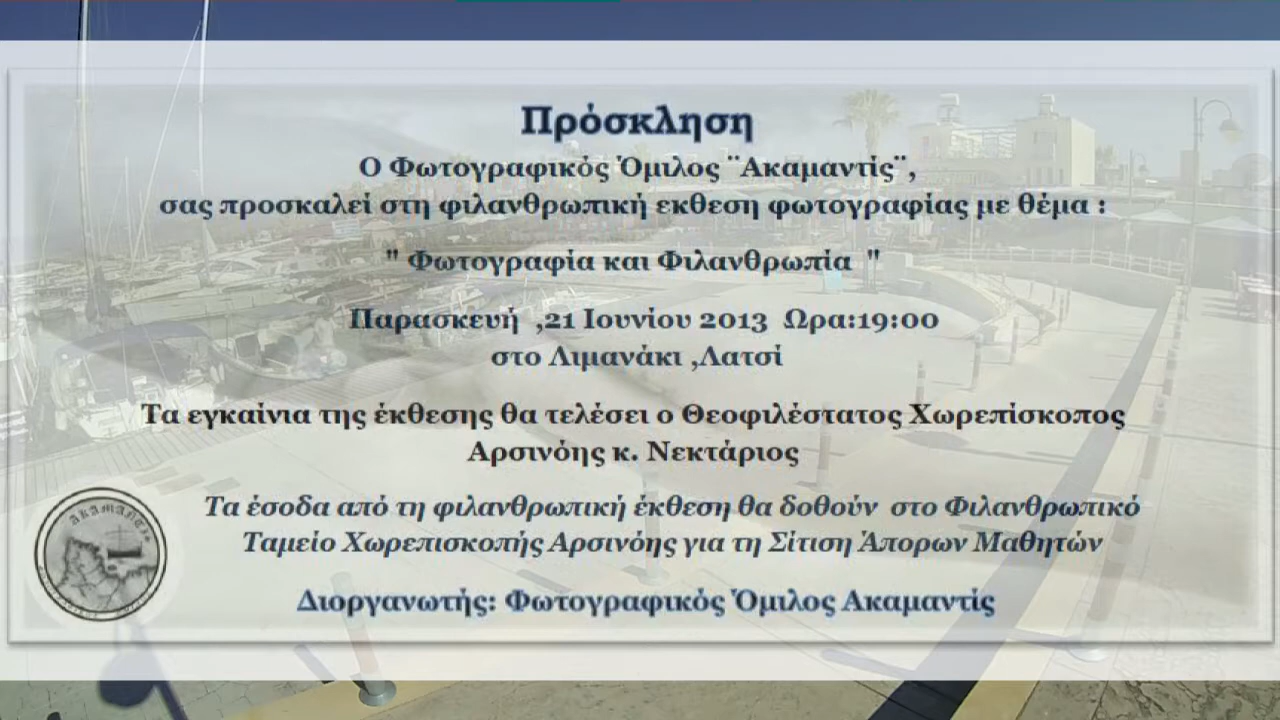 Πρόσκληση
Ο Φωτογραφικός Όμιλος ¨Ακαμαντίς¨,
σας προσκαλεί στη φιλανθρωπική εκθεση φωτογραφίας με θέμα :
" Φωτογραφία και Φιλανθρωπία "
Παρασκευή ,21 Ιουνίου 2013 Ωρα:19:00
στο Λιμανάκι ,Λατσί
Τα εγκαίνια της έκθεσης θα τελέσει ο Θεοφιλέστατος Χωρεπίσκοπος
Αρσινόης κ. Νεκτάριος
Τα έσοδα από τη φιλανθρωπική έκθεση θα δοθούν στο Φιλανθρωπικό
Ταμείο Χωρεπισκοπής Αρσινόης για τη Σίτιση Άπορων Μαθητών
Διοργανωτής: Φωτογραφικός Όμιλος Ακαμαντίς